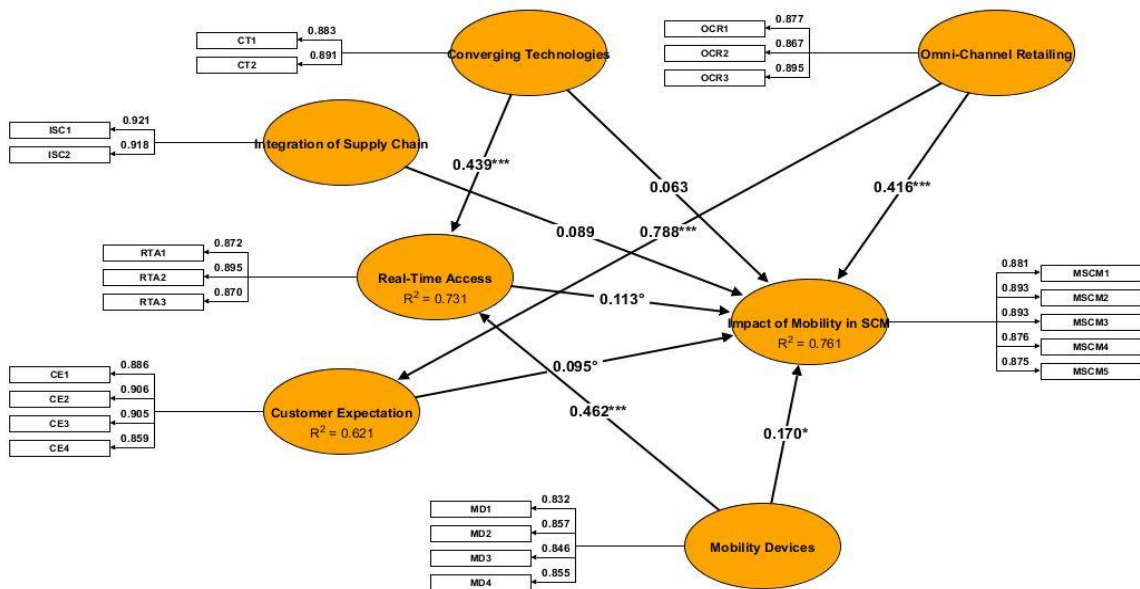 0.883
CT1
0.891
CT2
Converging Technologies
0.877
OCR1
0.867
OCR2
0.895
OCR3
Omni-Channel Retailing
0.921
ISC1
0.918
ISC2
Integration of Supply Chain
0.439***
0.063
0.416***
0.089
0.788***
0.872
RTA1
0.895
RTA2
0.870
RTA3
Real-Time Access
R² = 0.731
0.113°
Impact of Mobility in SCM
R² = 0.761
0.881
MSCM1
0.893
MSCM2
0.893
MSCM3
0.876
MSCM4
0.875
MSCM5
0.886
CE1
0.906
CE2
0.905
CE3
0.859
CE4
Customer Expectation
R² = 0.621
0.095°
0.462***
0.170*
0.832
MD1
0.857
MD2
0.846
MD3
0.855
MD4
Mobility Devices